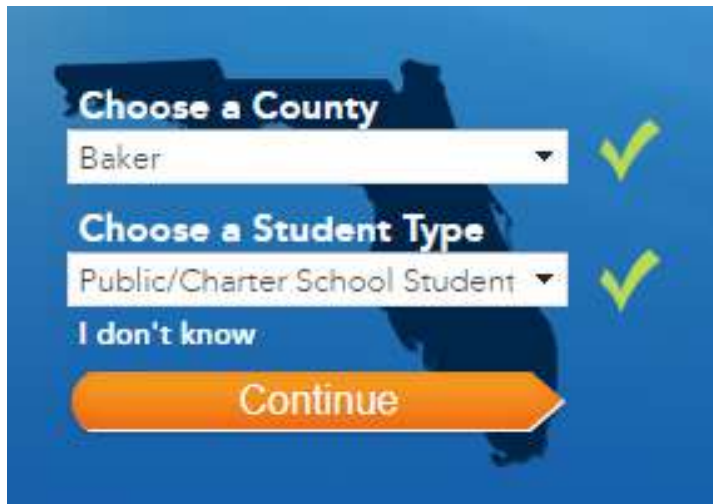 Choose a County
Baker
Choose a Student Type
Public/Charter School Student
I don't know
Continue